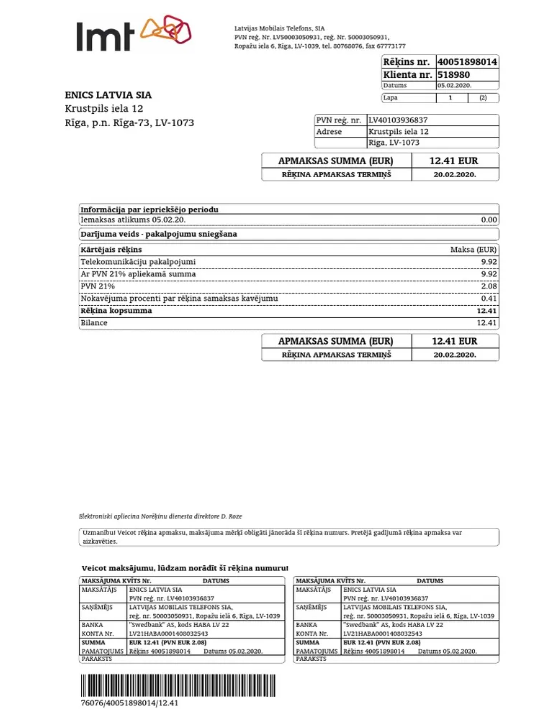 lmt
Latvijas Mobilais Telefons, SIA
PVN reģ. Nr. LV50003050931, reģ. Nr. 50003050931,
Ropažu iela 6, Rīga, LV-1039, tel. 80768076, fax 67773177
Rēķins nr. 40051898014
Klienta nr. 518980
Datums 05.02.2020.
Lapa 1 (2)
ENICS LATVIA SIA
Krustpils iela 12
Rīga, p.n. Rīga-73, LV-1073
PVN reģ. nr. LV40103936837
Adrese Krustpils iela 12
Rīga, LV-1073
APMAKSAS SUMMA (EUR) 12.41 EUR
RĒĶINA APMAKSAS TERMIŅŠ 20.02.2020.
Informācija par iepriekšējo periodu
Iemaksas atlikums 05.02.20. 0.00
Darījuma veids - pakalpojumu sniegšana
Kārtējais rēķins Maksa (EUR)
Telekomunikāciju pakalpojumi 9.92
Ar PVN 21% apliekamā summa 9.92
PVN 21% 2.08
Nokavējuma procenti par rēķina samaksas kavējumu 0.41
Rēķina kopsumma 12.41
Bilance 12.41
APMAKSAS SUMMA (EUR) 12.41 EUR
RĒĶINA APMAKSAS TERMIŅŠ 20.02.2020.
Elektroniski apliecina Norēķinu dienesta direktore D. Roze
Uzmanību! Veicot rēķina apmaksu, maksājuma mērķī obligāti jānorāda šī rēķina numurs. Pretējā gadījumā rēķina apmaksa var
aizkavēties.
Veicot maksājumu, lūdzam norādīt šī rēķina numuru!
MAKSĀJUMA KVĪTS Nr. DATUMS MAKSĀJUMA KVĪTS Nr. DATUMS
MAKSĀTĀJS ENICS LATVIA SIA MAKSĀTĀJS ENICS LATVIA SIA
PVN reģ. nr. LV40103936837 PVN reģ. nr. LV40103936837
SAŅĒMĒJS LATVIJAS MOBILAIS TELEFONS SIA, SAŅĒMĒJS LATVIJAS MOBILAIS TELEFONS SIA,
reģ. nr. 50003050931, Ropažu ielā 6, Rīga, LV-1039 reģ. nr. 50003050931, Ropažu ielā 6, Rīga, LV-1039
BANKA "Swedbank" AS, kods HABA LV 22 BANKA "Swedbank" AS, kods HABA LV 22
KONTA Nr. LV21HABA0001408032543 KONTA Nr. LV21HABA0001408032543
SUMMA EUR 12.41 (PVN EUR 2.08) SUMMA EUR 12.41 (PVN EUR 2.08)
PAMATOJUMS Rēķins 40051898014 Datums 05.02.2020. PAMATOJUMS Rēķins 40051898014 Datums 05.02.2020.
PARAKSTS PARAKSTS
76076/40051898014/12.41